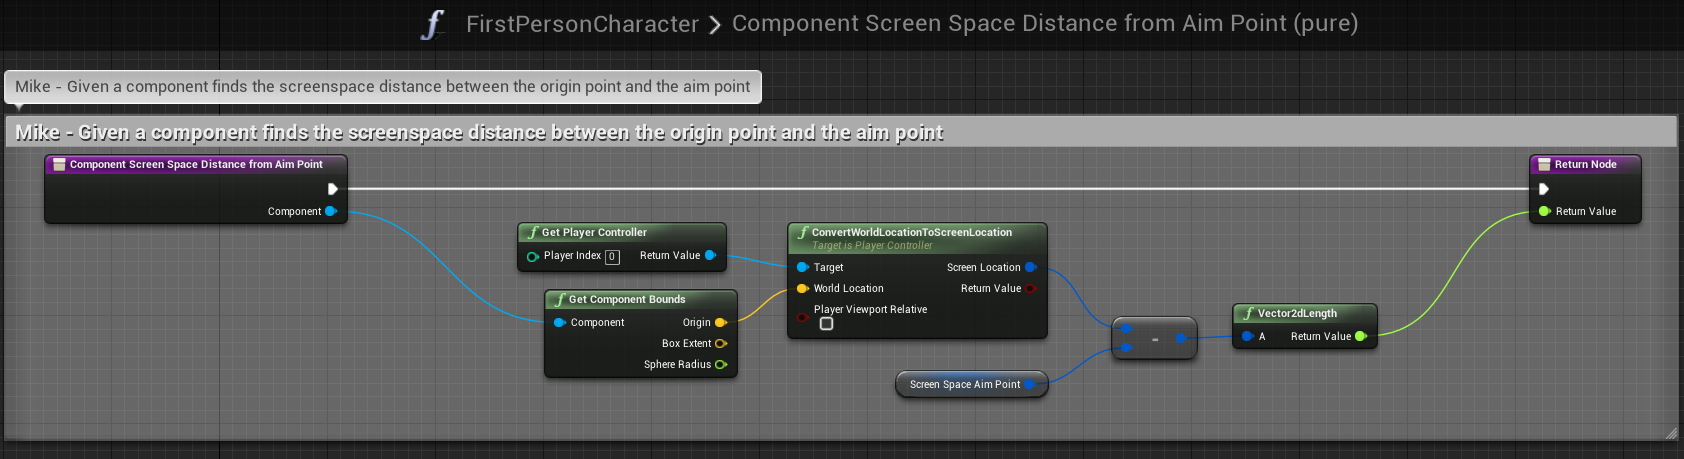 FirstPersonCharacter > Component Screen Space Distance from Aim Point (pure)
Mike - Given a component finds the screenspace distance between the origin point and the aim point
Mike - Given a component finds the screenspace distance between the origin point and the aim point
Component Screen Space Distance from Aim Point
Component
Get Player Controller
Player Index 0 Return Value
Get Component Bounds
Component Origin
Box Extent
Sphere Radius
ConvertWorldLocationToScreenLocation
Target is Player Controller
Target Screen Location
World Location Return Value
Player Viewport Relative
Screen Space Aim Point
-
Vector2dLength
A Return Value
Return Node
Return Value